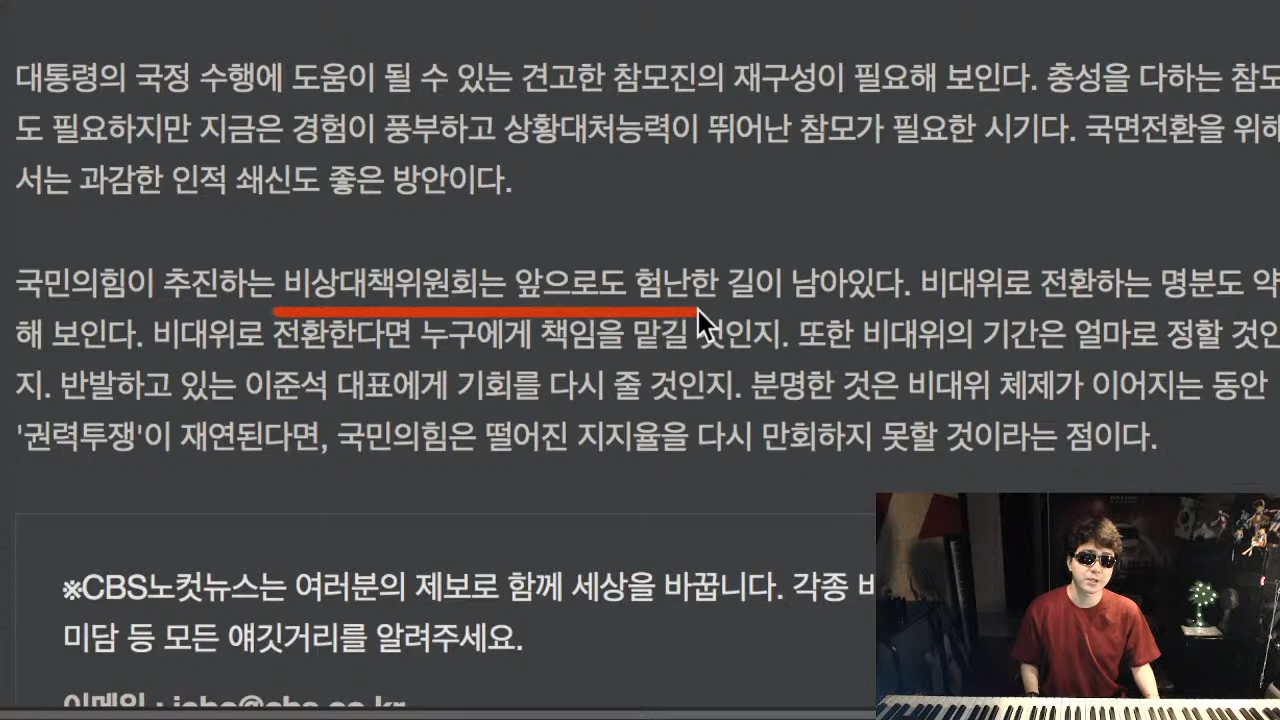 대통령의 국정 수행에 도움이 될 수 있는 견고한 참모진의 재구성이 필요해 보인다. 충성을 다하는 참모
도 필요하지만 지금은 경험이 풍부하고 상황대처능력이 뛰어난 참모가 필요한 시기다. 국면전환을 위해
서는 과감한 인적 쇄신도 좋은 방안이다.
국민의힘이 추진하는 비상대책위원회는 앞으로도 험난한 길이 남아있다. 비대위로 전환하는 명분도 약
해 보인다. 비대위로 전환한다면 누구에게 책임을 맡길 것인지. 또한 비대위의 기간은 얼마로 정할 것인
지. 반발하고 있는 이준석 대표에게 기회를 다시 줄 것인지. 분명한 것은 비대위 체제가 이어지는 동안
'권력투쟁'이 재연된다면, 국민의힘은 떨어진 지지율을 다시 만회하지 못할 것이라는 점이다.
※CBS노컷뉴스는 여러분의 제보로 함께 세상을 바꿉니다. 각종 비
미담 등 모든 얘깃거리를 알려주세요.
이메일 : jebo@cbs.co.kr